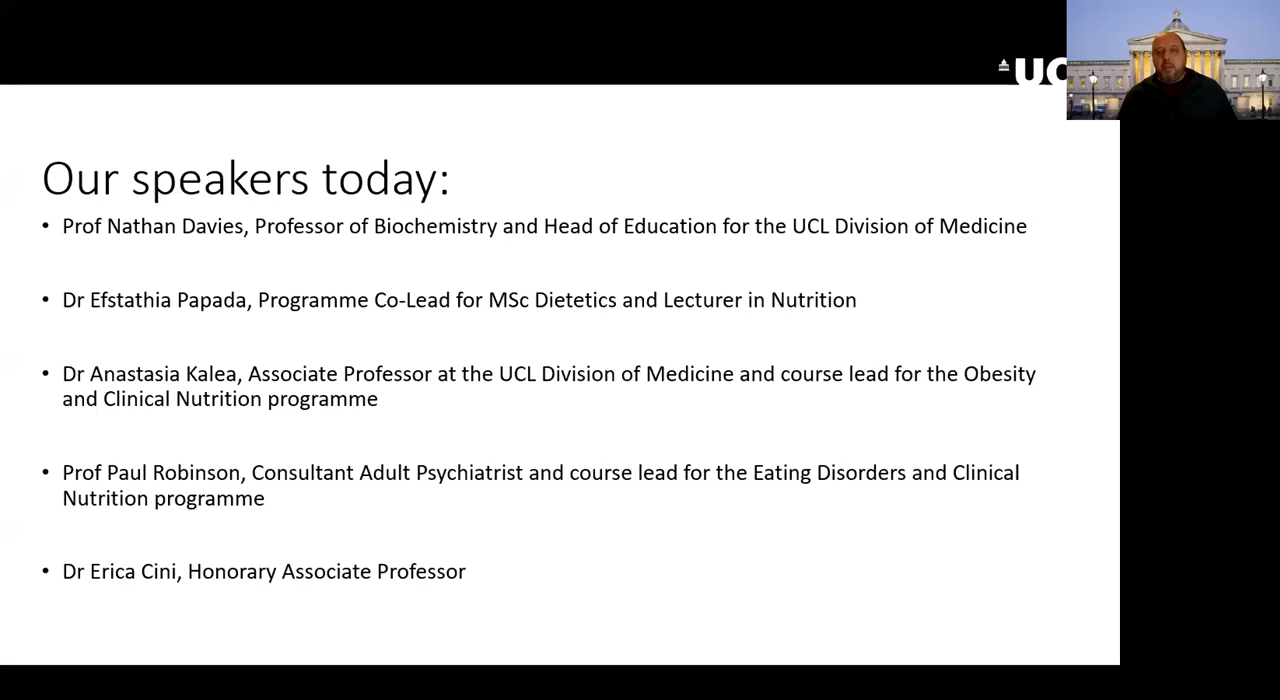 UC
Our speakers today:
• Prof Nathan Davies, Professor of Biochemistry and Head of Education for the UCL Division of Medicine
• Dr Efstathia Papada, Programme Co-Lead for MSc Dietetics and Lecturer in Nutrition
• Dr Anastasia Kalea, Associate Professor at the UCL Division of Medicine and course lead for the Obesity
and Clinical Nutrition programme
• Prof Paul Robinson, Consultant Adult Psychiatrist and course lead for the Eating Disorders and Clinical
Nutrition programme
• Dr Erica Cini, Honorary Associate Professor